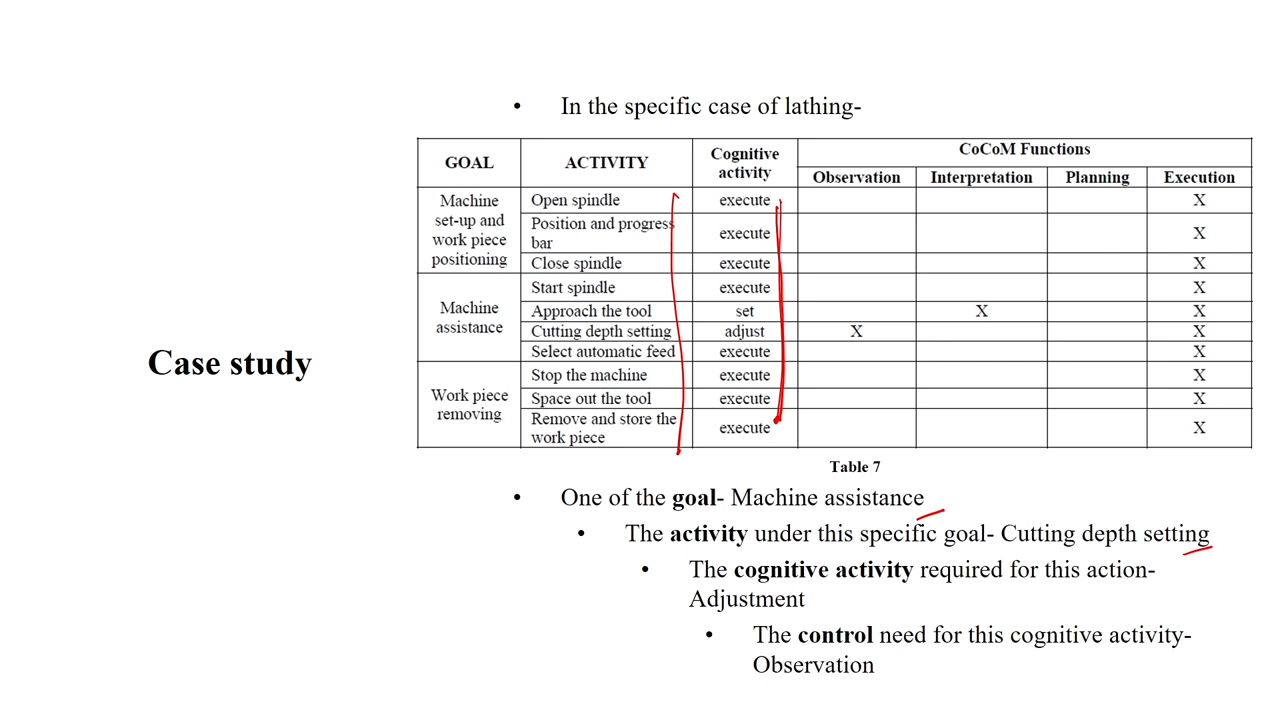 • In the specific case of lathing-
GOAL ACTIVITY Cognitive activity CoCoM Functions
Observation Interpretation Planning Execution
Machine set-up and work piece positioning
Open spindle execute X
Position and progress bar execute X
Close spindle execute X
Machine assistance
Start spindle execute X
Approach the tool set X X
Cutting depth setting adjust X X
Select automatic feed execute X
Work piece removing
Stop the machine execute X
Space out the tool execute X
Remove and store the work piece execute X
Table 7
Case study
• One of the goal- Machine assistance
• The activity under this specific goal- Cutting depth setting
• The cognitive activity required for this action-
Adjustment
• The control need for this cognitive activity-
Observation